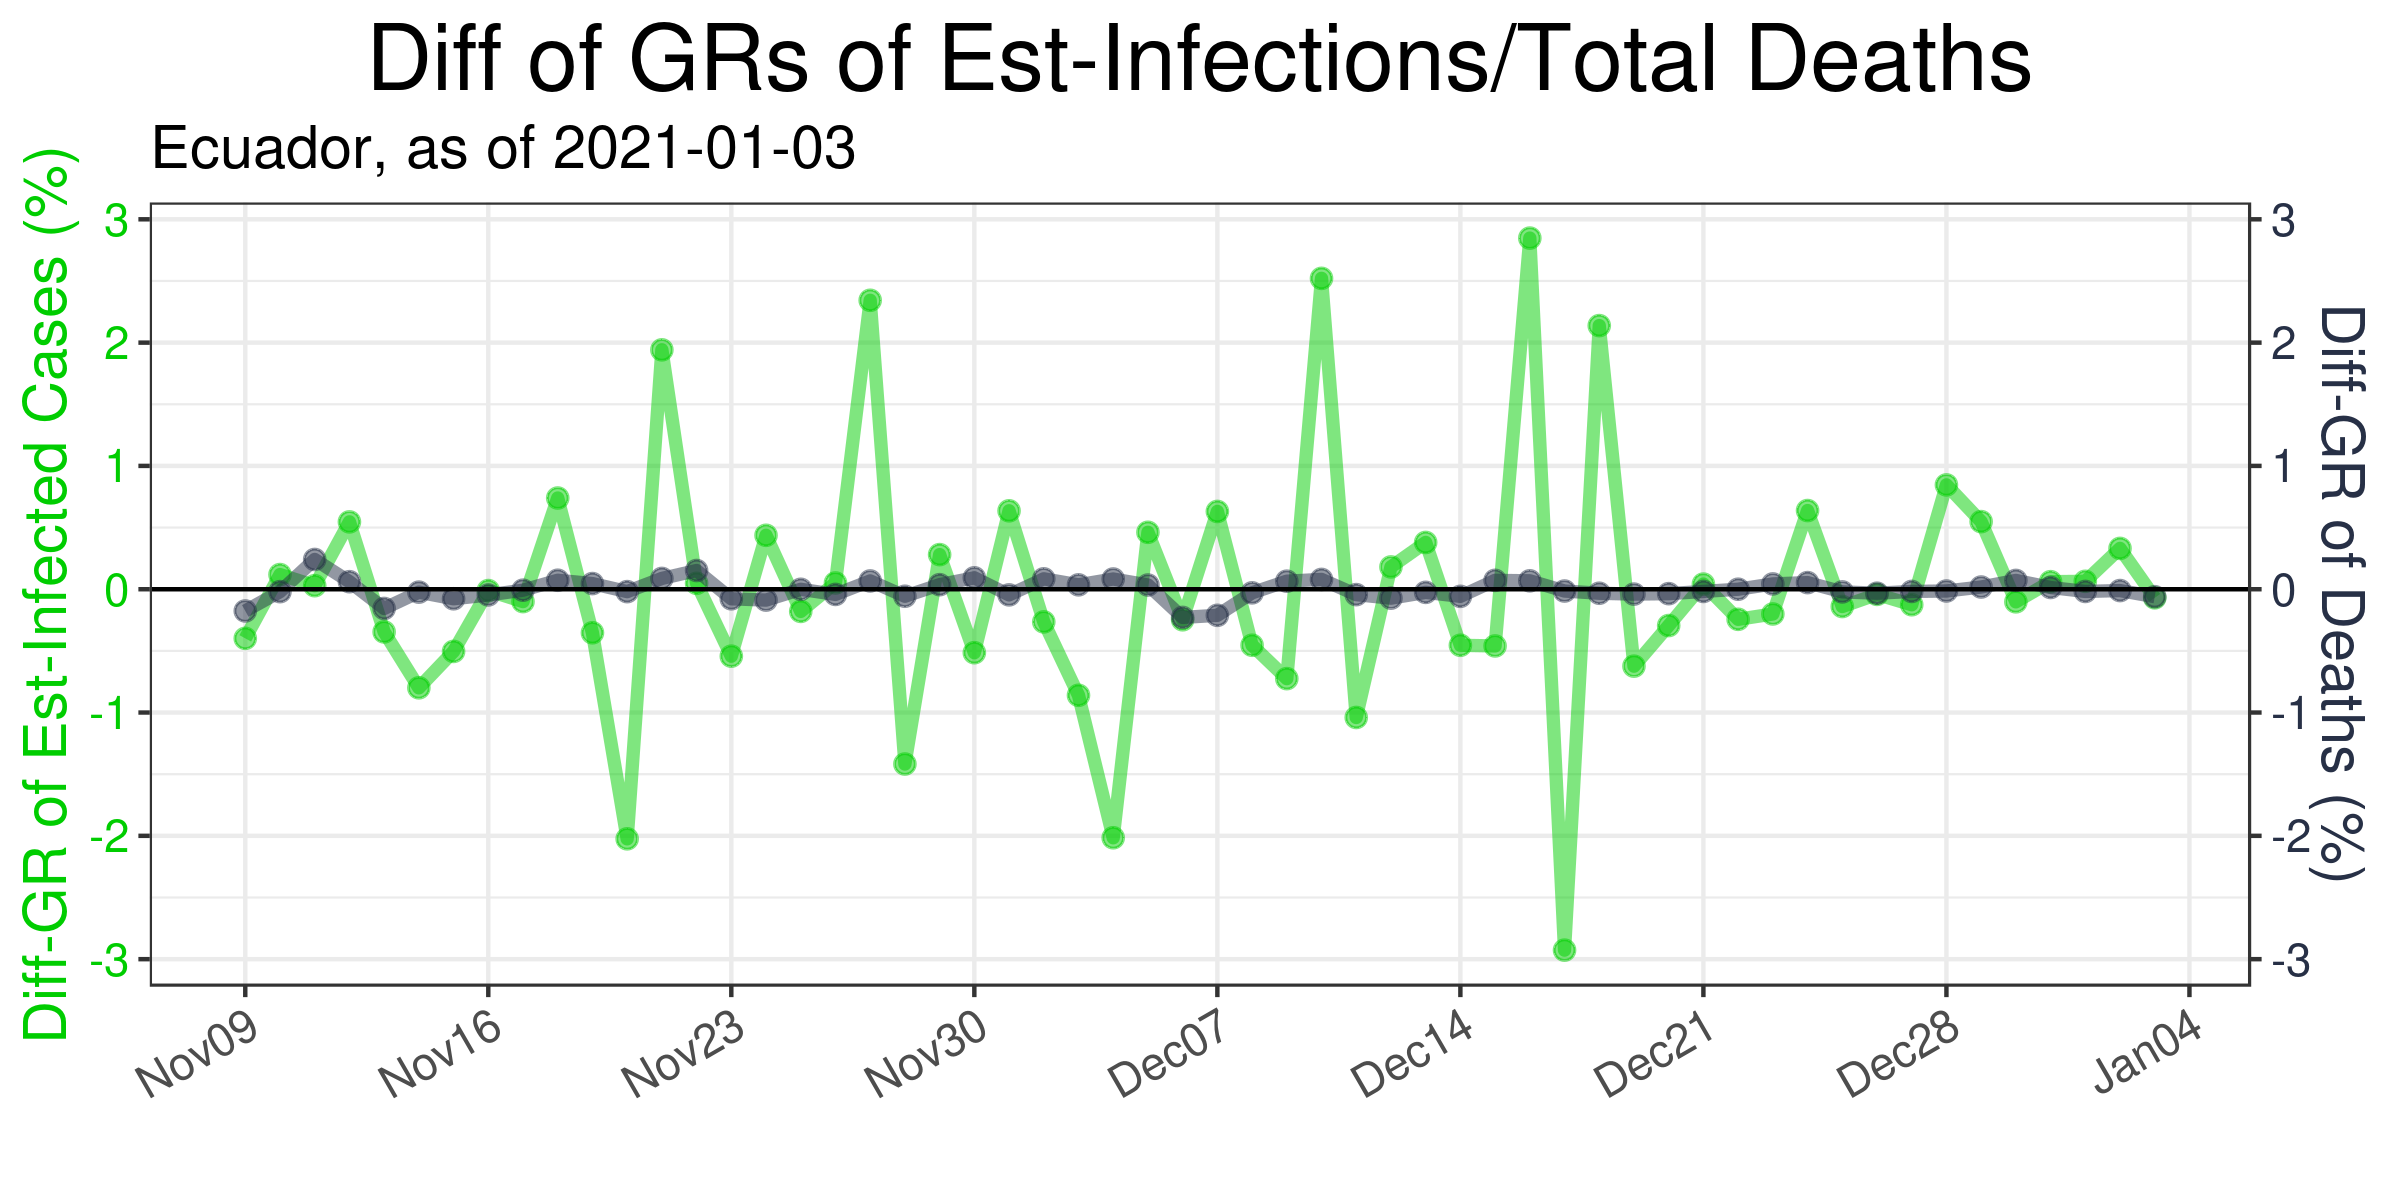 Diff of GRs of Est-Infections/Total Deaths
Ecuador, as of 2021-01-03
Diff-GR of Est-Infected Cases (%)
3
2
1
0
-1
-2
-3
3
2
1
0
-1
-2
-3
Diff-GR of Deaths (%)
Nov09
Nov16
Nov23
Nov30
Dec07
Dec14
Dec21
Dec28
Jan04